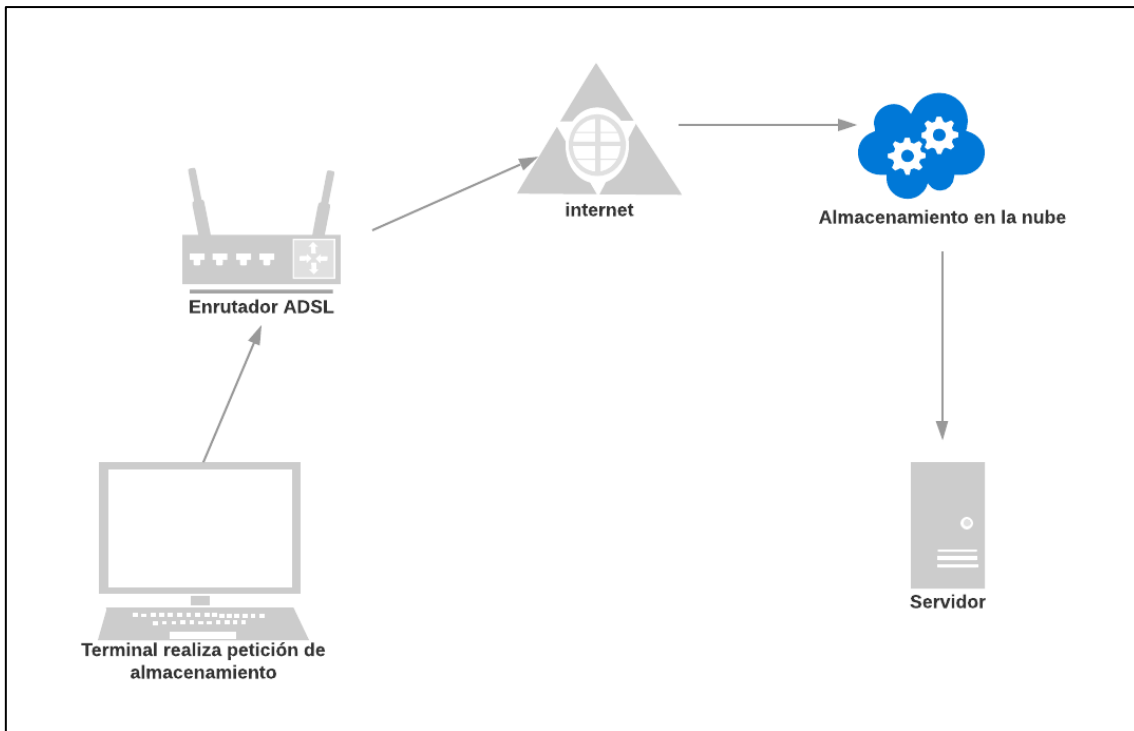 internet
Almacenamiento en la nube
Enrutador ADSL
Servidor
Terminal realiza petición de
almacenamiento